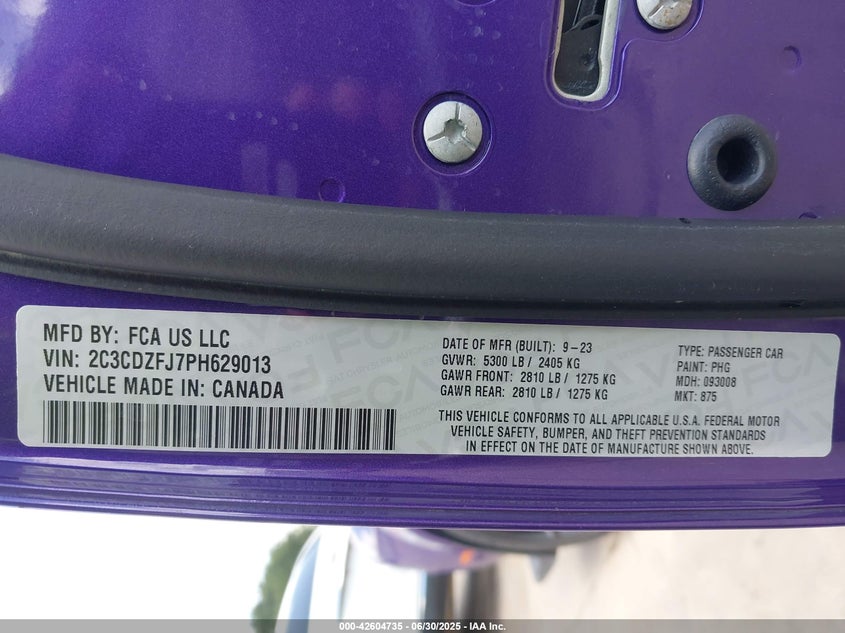 MFD BY: FCA US LLC
VIN: 2C3CDZFJ7PH629013
VEHICLE MADE IN: CANADA
DATE OF MFR (BUILT): 9-23
GVWR: 5300 LB / 2405 KG
GAWR FRONT: 2810 LB / 1275 KG
GAWR REAR: 2810 LB / 1275 KG
TYPE: PASSENGER CAR
PAINT: PHG
MDH: 093008
MKT: 875
THIS VEHICLE CONFORMS TO ALL APPLICABLE U.S.A. FEDERAL MOTOR
VEHICLE SAFETY, BUMPER, AND THEFT PREVENTION STANDARDS
IN EFFECT ON THE DATE OF MANUFACTURE SHOWN ABOVE.
000-42604735 - 06/30/2025 - IAA Inc.